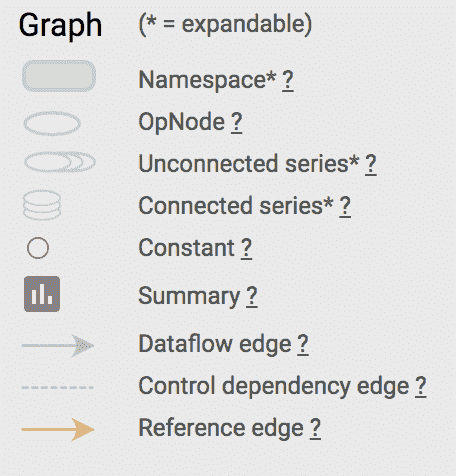 Graph (* = expandable)
Namespace* ?
OpNode ?
Unconnected series* ?
Connected series* ?
Constant ?
Summary ?
Dataflow edge ?
Control dependency edge ?
Reference edge ?